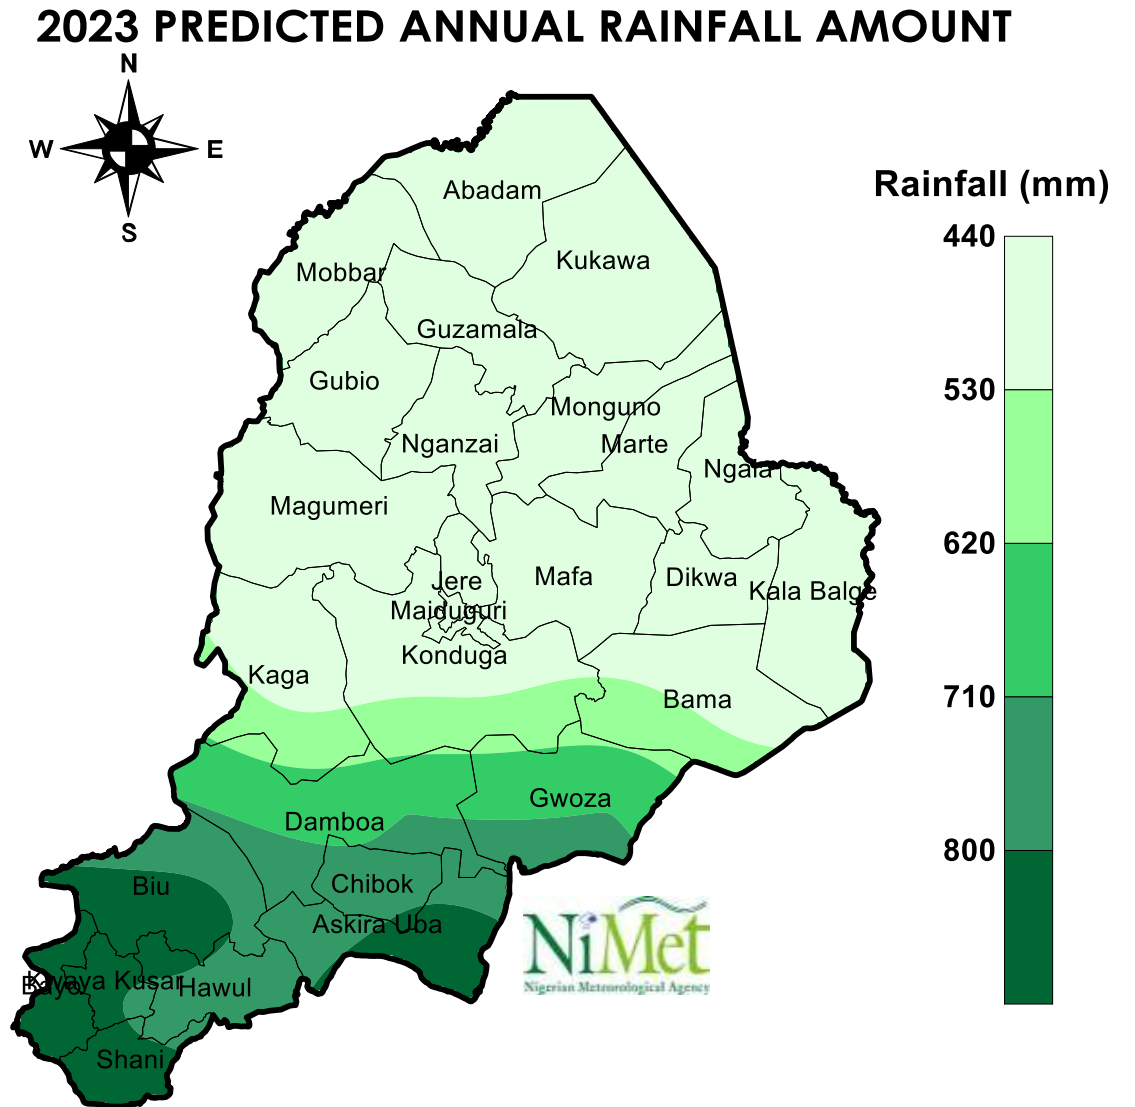 2023 PREDICTED ANNUAL RAINFALL AMOUNT
N
W E
S
Rainfall (mm)
440
530
620
710
800
Abadam
Kukawa
Mobbar
Guzamala
Gubio
Monguno
Nganzai
Marte
Ngala
Magumeri
Jere
Mafa
Dikwa
Kala Balge
Maiduguri
Konduga
Kaga
Bama
Gwoza
Damboa
Biu
Chibok
Askira Uba
Kwaya Kusar
Bayo
Hawul
Shani
NiMet
Nigerian Meteorological Agency